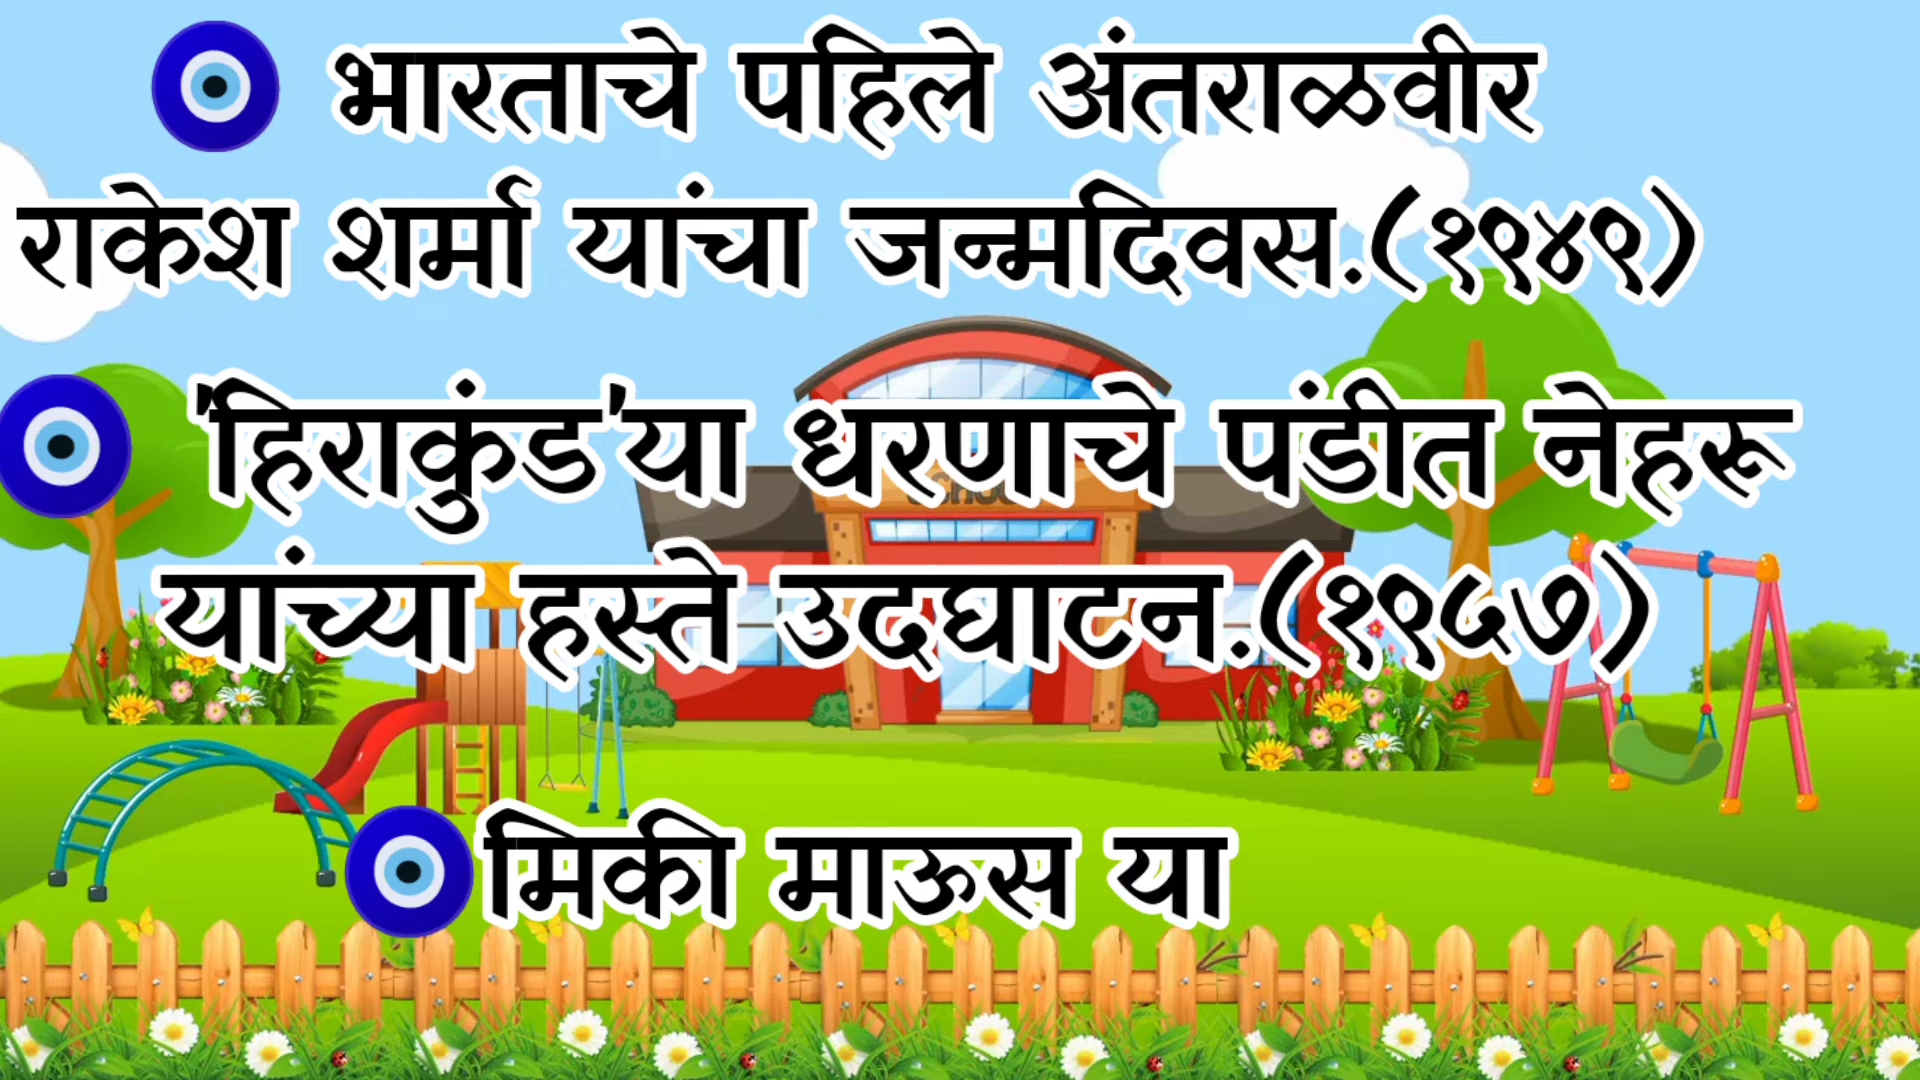 भारताचे पहिले अंतराळवीर
राकेश शर्मा यांचा जन्मदिवस.(१९४९)
'हिराकुंड'या धरणाचे पंडीत नेहरू
यांच्या हस्ते उदघाटन.(१९५७)
मिकी माऊस या